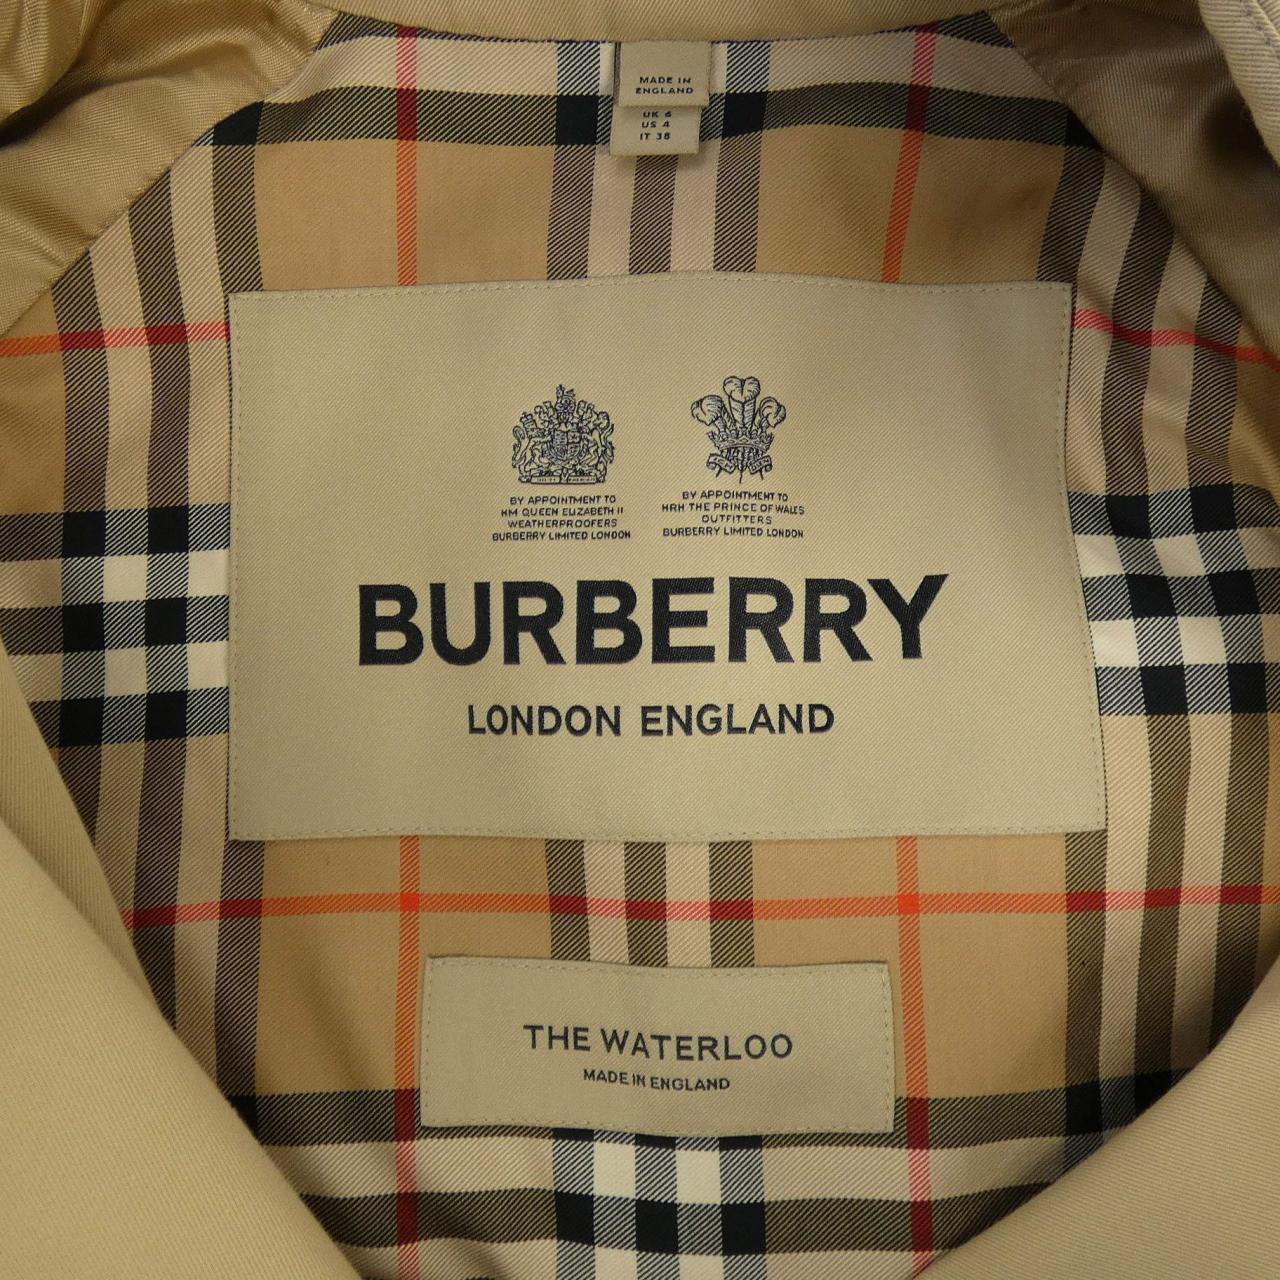 MADE IN
ENGLAND
UK 6
US 4
IT 38
BY APPOINTMENT TO
HM QUEEN ELIZABETH II
WEATHERPROOFERS
BURBERRY LIMITED LONDON
BY APPOINTMENT TO
HRH THE PRINCE OF WALES
OUTFITTERS
BURBERRY LIMITED LONDON
BURBERRY
LONDON ENGLAND
THE WATERLOO
MADE IN ENGLAND